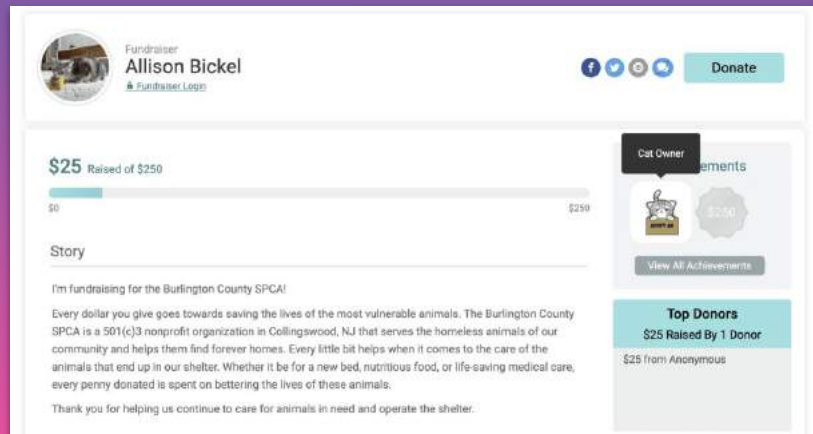 Fundraiser
Allison Bickel
Fundraiser Login
Donate
$25 Raised of $250
$0
$250
Story
I'm fundraising for the Burlington County SPCA!
Every dollar you give goes towards saving the lives of the most vulnerable animals. The Burlington County
SPCA is a 501(c)3 nonprofit organization in Collingswood, NJ that serves the homeless animals of our
community and helps them find forever homes. Every little bit helps when it comes to the care of the
animals that end up in our shelter. Whether it be for a new bed, nutritious food, or life-saving medical care,
every penny donated is spent on bettering the lives of these animals.
Thank you for helping us continue to care for animals in need and operate the shelter.
Cat Owner
ements
ADOPT ME
$250
View All Achievements
Top Donors
$25 Raised By 1 Donor
$25 from Anonymous